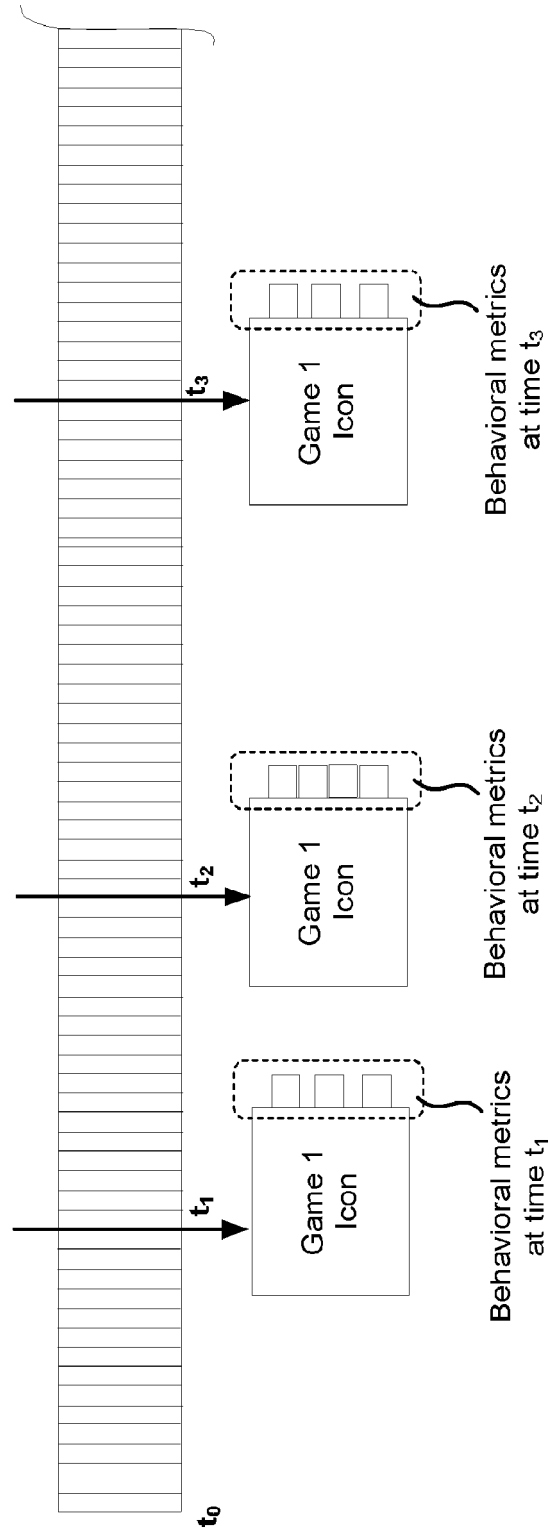 t₀
t₁
t₂
t₃
Game 1
Icon
Game 1
Icon
Game 1
Icon
Behavioral metrics
at time t₁
Behavioral metrics
at time t₂
Behavioral metrics
at time t₃